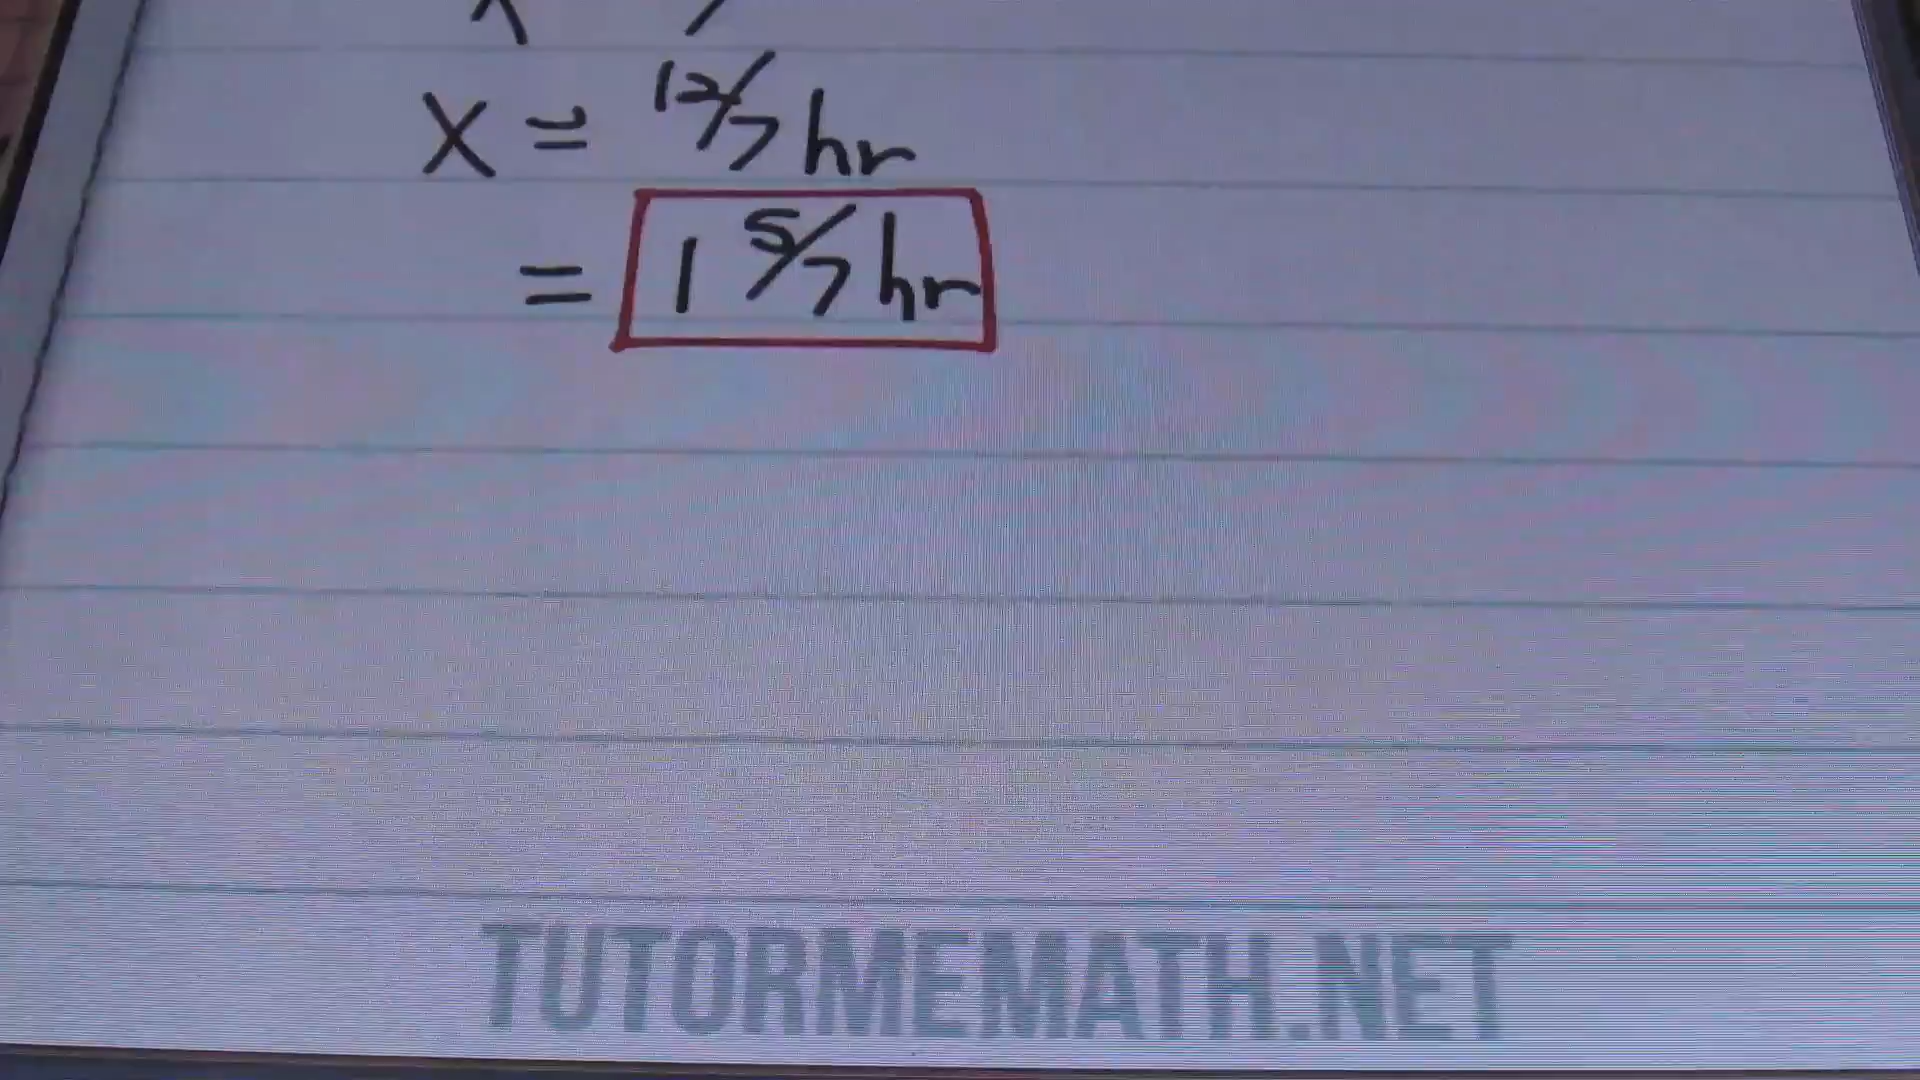 X = 12/7 hr
= 1 5/7 hr
TUTORMEMATH.NET